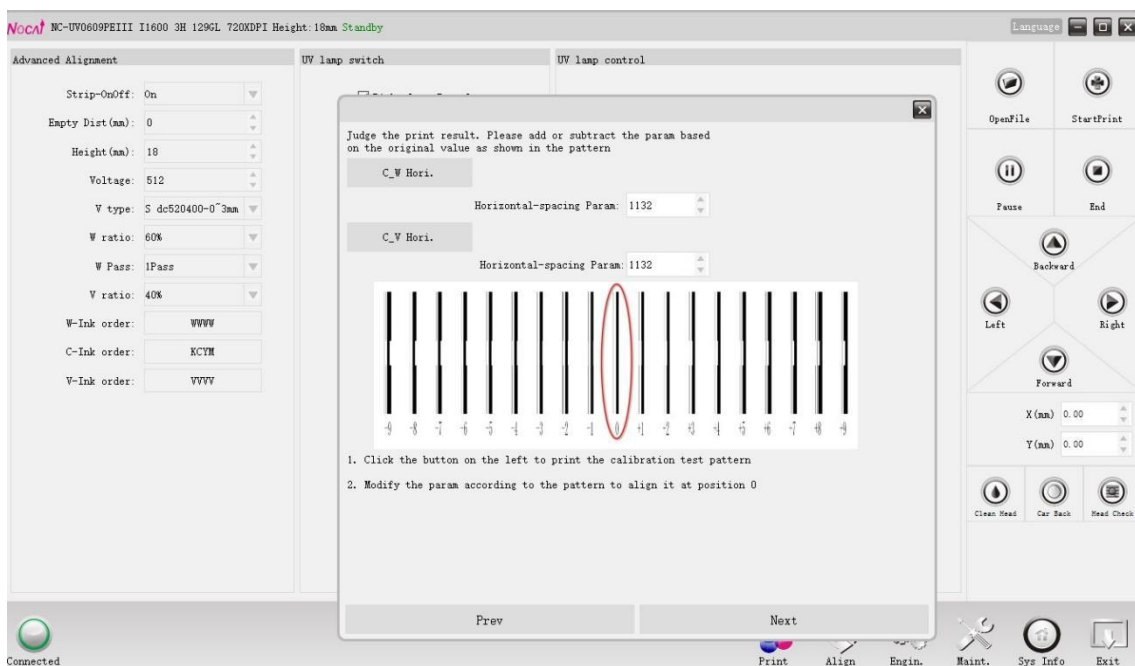 Nocai NC-UV0609PEIII I1600 3H 129GL 720XDPI Height:18mm Standby
Language
Advanced Alignment
Strip-OnOff: On
Empty Dist(mm): 0
Height(mm): 18
Voltage: 512
V type: S dc520400-0~3mm
W ratio: 60%
W Pass: 1Pass
V ratio: 40%
W-Ink order: WWWW
C-Ink order: KCYM
V-Ink order: VVVV
UV lamp switch
UV lamp control
Judge the print result. Please add or subtract the param based
on the original value as shown in the pattern
C_W Hori.
Horizontal-spacing Param: 1132
C_V Hori.
Horizontal-spacing Param: 1132
-9 -8 -7 -6 -5 -4 -3 -2 -1 0 +1 +3 +5 +6 +8
1. Click the button on the left to print the calibration test pattern
2. Modify the param according to the pattern to align it at position 0
Prev
Next
OpenFile
StartPrint
Pause
End
Backward
Left
Right
Forward
X(mm) 0.00
Y(mm) 0.00
Clean Head
Car Back
Head Check
Connected
Print
Align
Engin.
Maint.
Sys Info
Exit